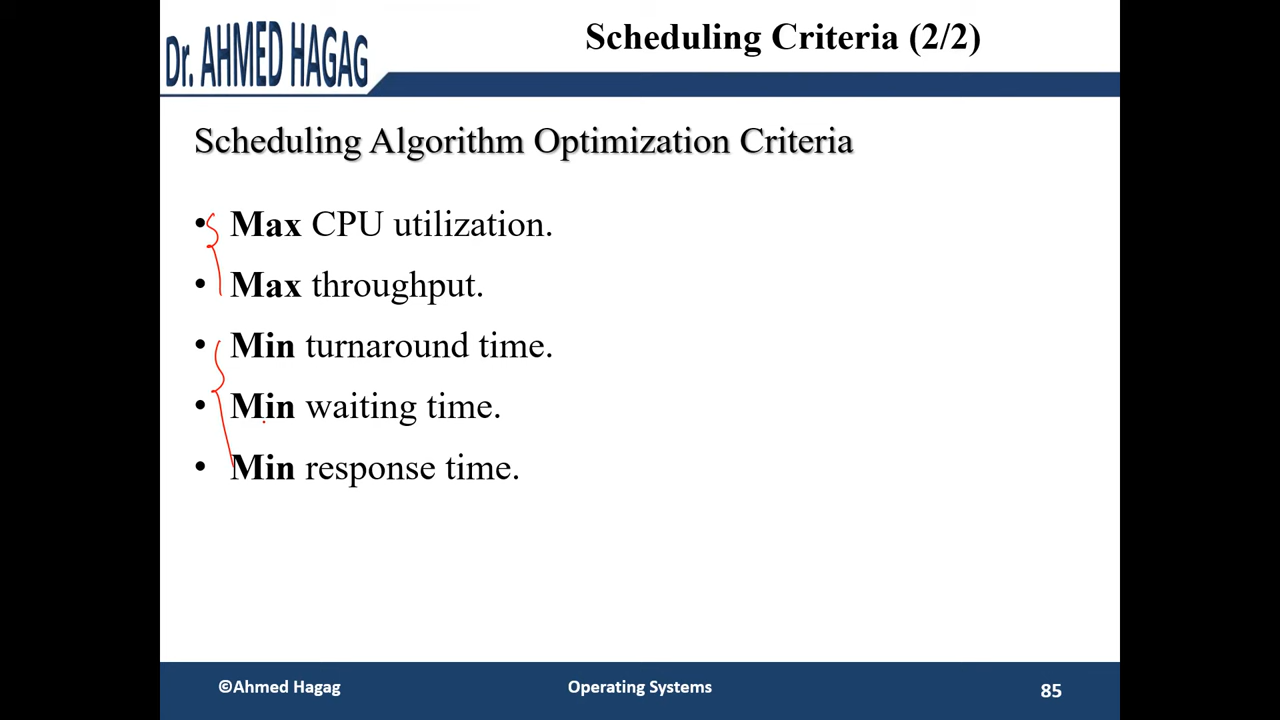 Dr. AHMED HAGAG
Scheduling Criteria (2/2)
Scheduling Algorithm Optimization Criteria
• Max CPU utilization.
• Max throughput.
• Min turnaround time.
• Min waiting time.
• Min response time.
©Ahmed Hagag
Operating Systems
85